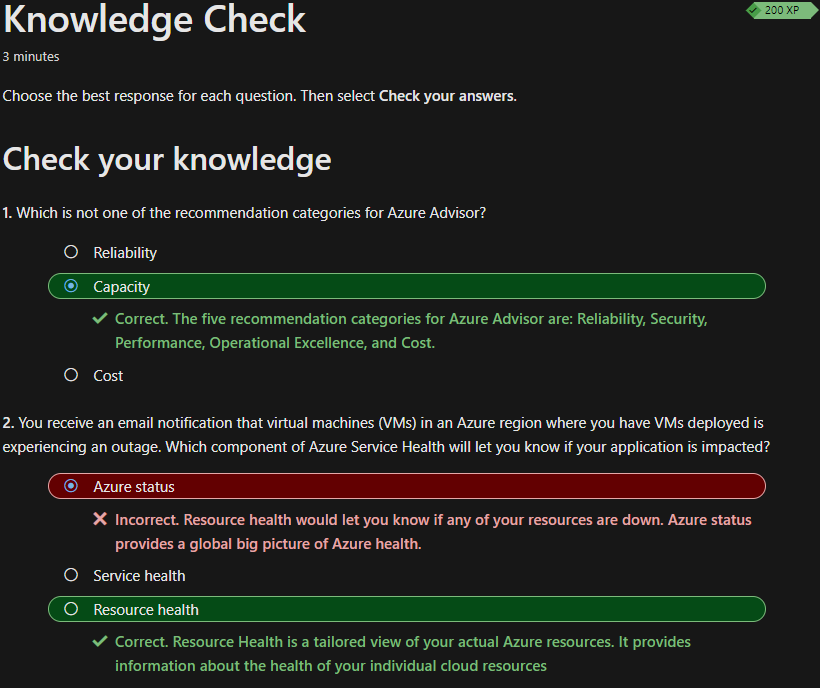 Knowledge Check
200 XP
3 minutes
Choose the best response for each question. Then select Check your answers.
Check your knowledge
1. Which is not one of the recommendation categories for Azure Advisor?
Reliability
Capacity
Correct. The five recommendation categories for Azure Advisor are: Reliability, Security,
Performance, Operational Excellence, and Cost.
Cost
2. You receive an email notification that virtual machines (VMs) in an Azure region where you have VMs deployed is
experiencing an outage. Which component of Azure Service Health will let you know if your application is impacted?
Azure status
Incorrect. Resource health would let you know if any of your resources are down. Azure status
provides a global big picture of Azure health.
Service health
Resource health
Correct. Resource Health is a tailored view of your actual Azure resources. It provides
information about the health of your individual cloud resources